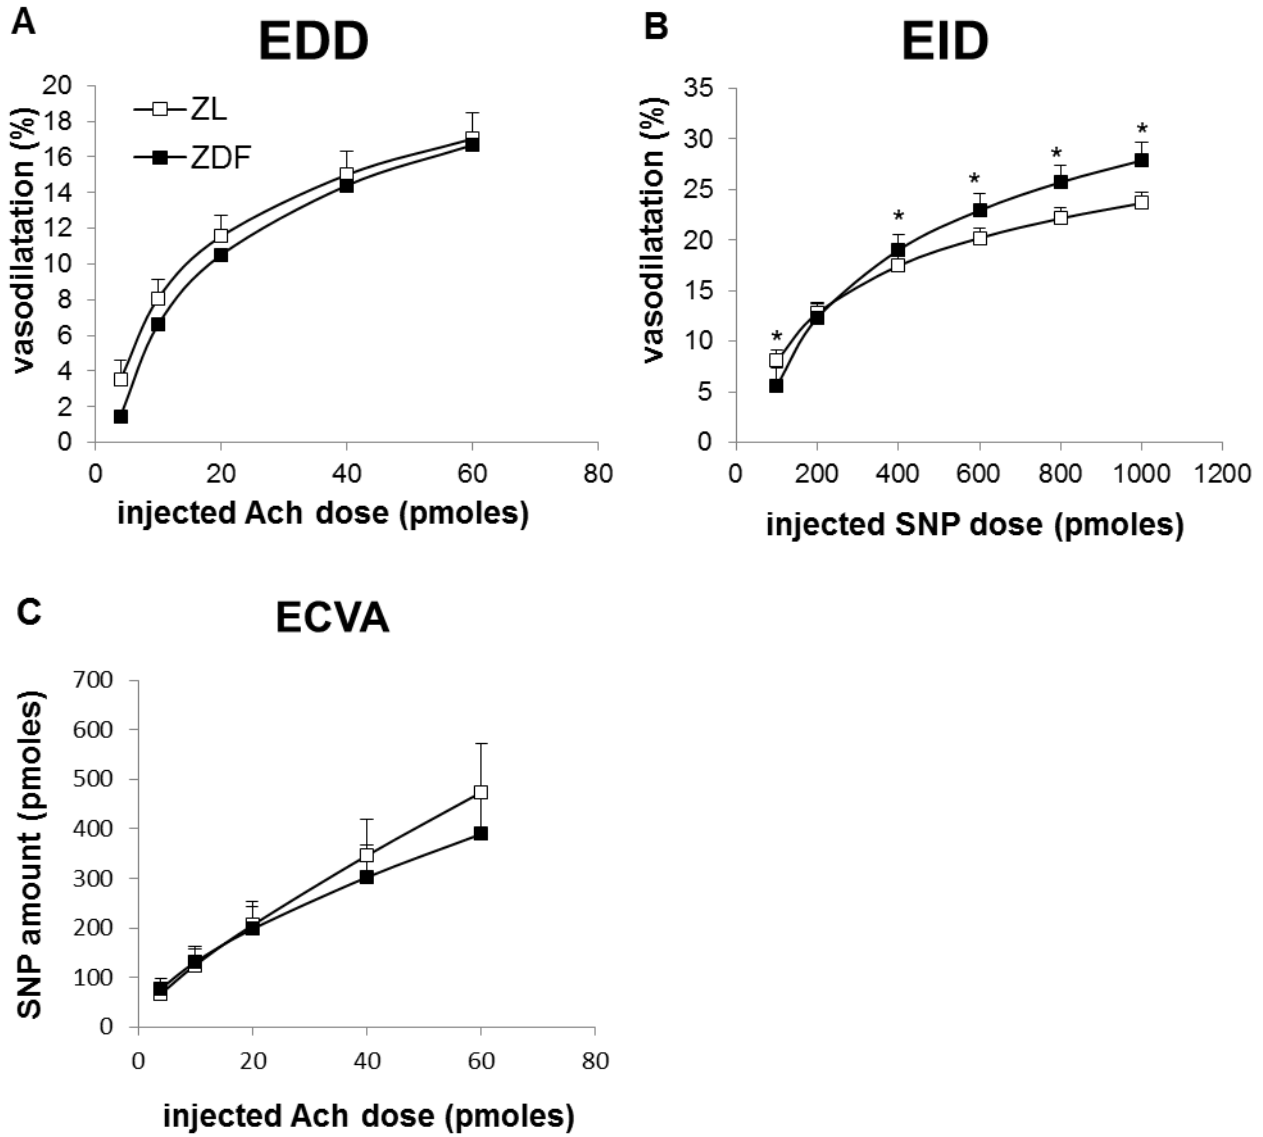 A
EDD
vasodilatation (%)
20
18
16
14
12
10
8
6
4
2
0
ZL
ZDF
0 20 40 60 80
injected Ach dose (pmoles)
B
EID
vasodilatation (%)
35
30
25
20
15
10
5
0
* * * * * *
0 200 400 600 800 1000 1200
injected SNP dose (pmoles)
C
ECVA
SNP amount (pmoles)
700
600
500
400
300
200
100
0
0 20 40 60 80
injected Ach dose (pmoles)